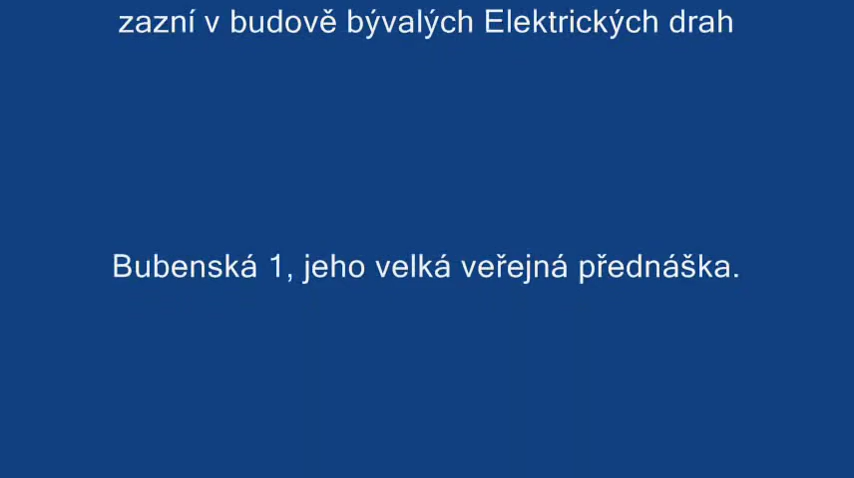 zazní v budově bývalých Elektrických drah
Bubenská 1, jeho velká veřejná přednáška.